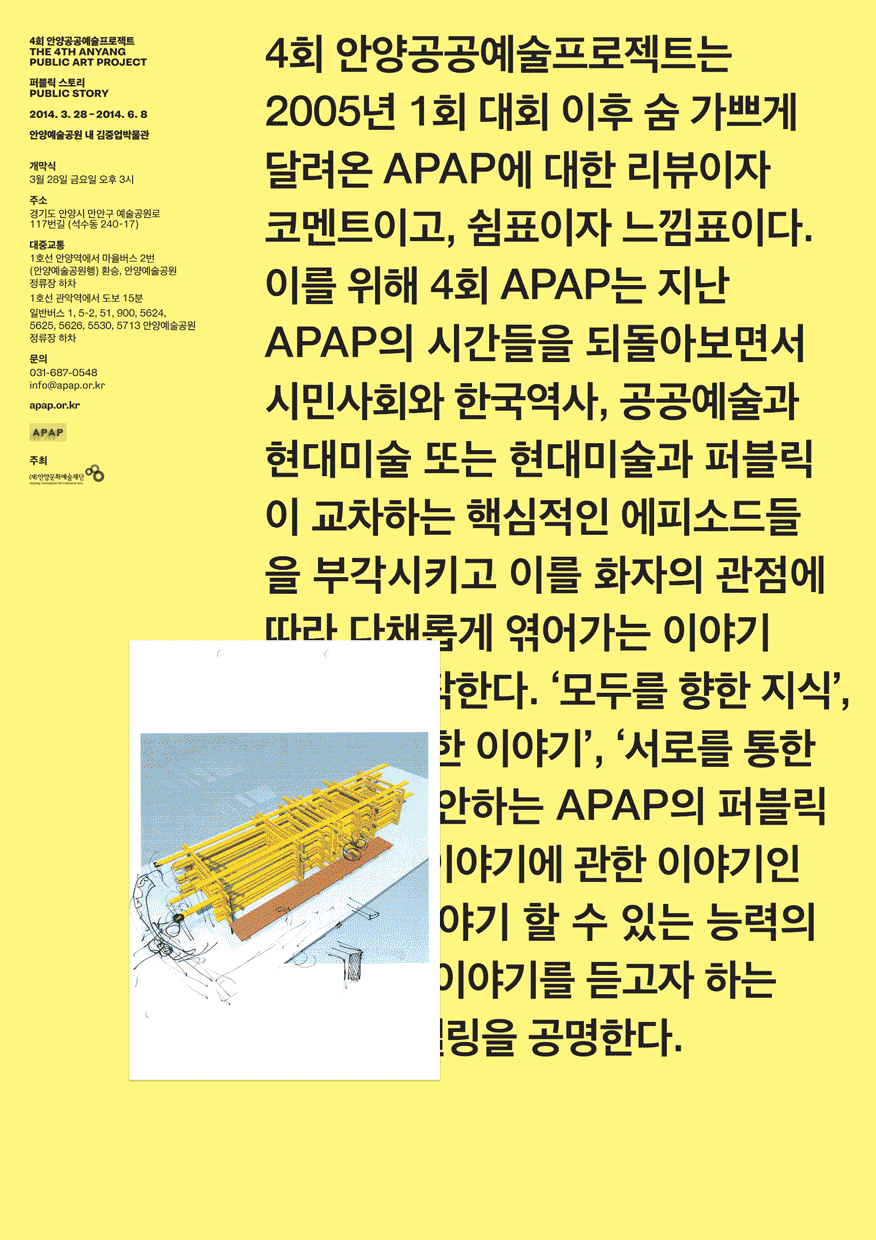 4회 안양공공예술프로젝트
THE 4TH ANYANG
PUBLIC ART PROJECT
퍼블릭 스토리
PUBLIC STORY
2014. 3. 28 – 2014. 6. 8
안양예술공원 내 김중업박물관
개막식
3월 28일 금요일 오후 3시
주소
경기도 안양시 만안구 예술공원로
117번길 (석수동 240-17)
대중교통
1호선 안양역에서 마을버스 2번
(안양예술공원행) 환승, 안양예술공원
정류장 하차
1호선 관악역에서 도보 15분
일반버스 1, 5-2, 51, 900, 5624,
5625, 5626, 5530, 5713 안양예술공원
정류장 하차
문의
031-687-0548
info@apap.or.kr
apap.or.kr
APAP
주최
(재)안양문화예술재단
4회 안양공공예술프로젝트는
2005년 1회 대회 이후 숨 가쁘게
달려온 APAP에 대한 리뷰이자
코멘트이고, 쉼표이자 느낌표이다.
이를 위해 4회 APAP는 지난
APAP의 시간들을 되돌아보면서
시민사회와 한국역사, 공공예술과
현대미술 또는 현대미술과 퍼블릭
이 교차하는 핵심적인 에피소드들
을 부각시키고 이를 화자의 관점에
따라 다채롭게 엮어가는 이야기
한다. ‘모두를 향한 지식’,
한 이야기’, ‘서로를 통한
안하는 APAP의 퍼블릭
이야기에 관한 이야기인
야기 할 수 있는 능력의
이야기를 듣고자 하는
링을 공명한다.